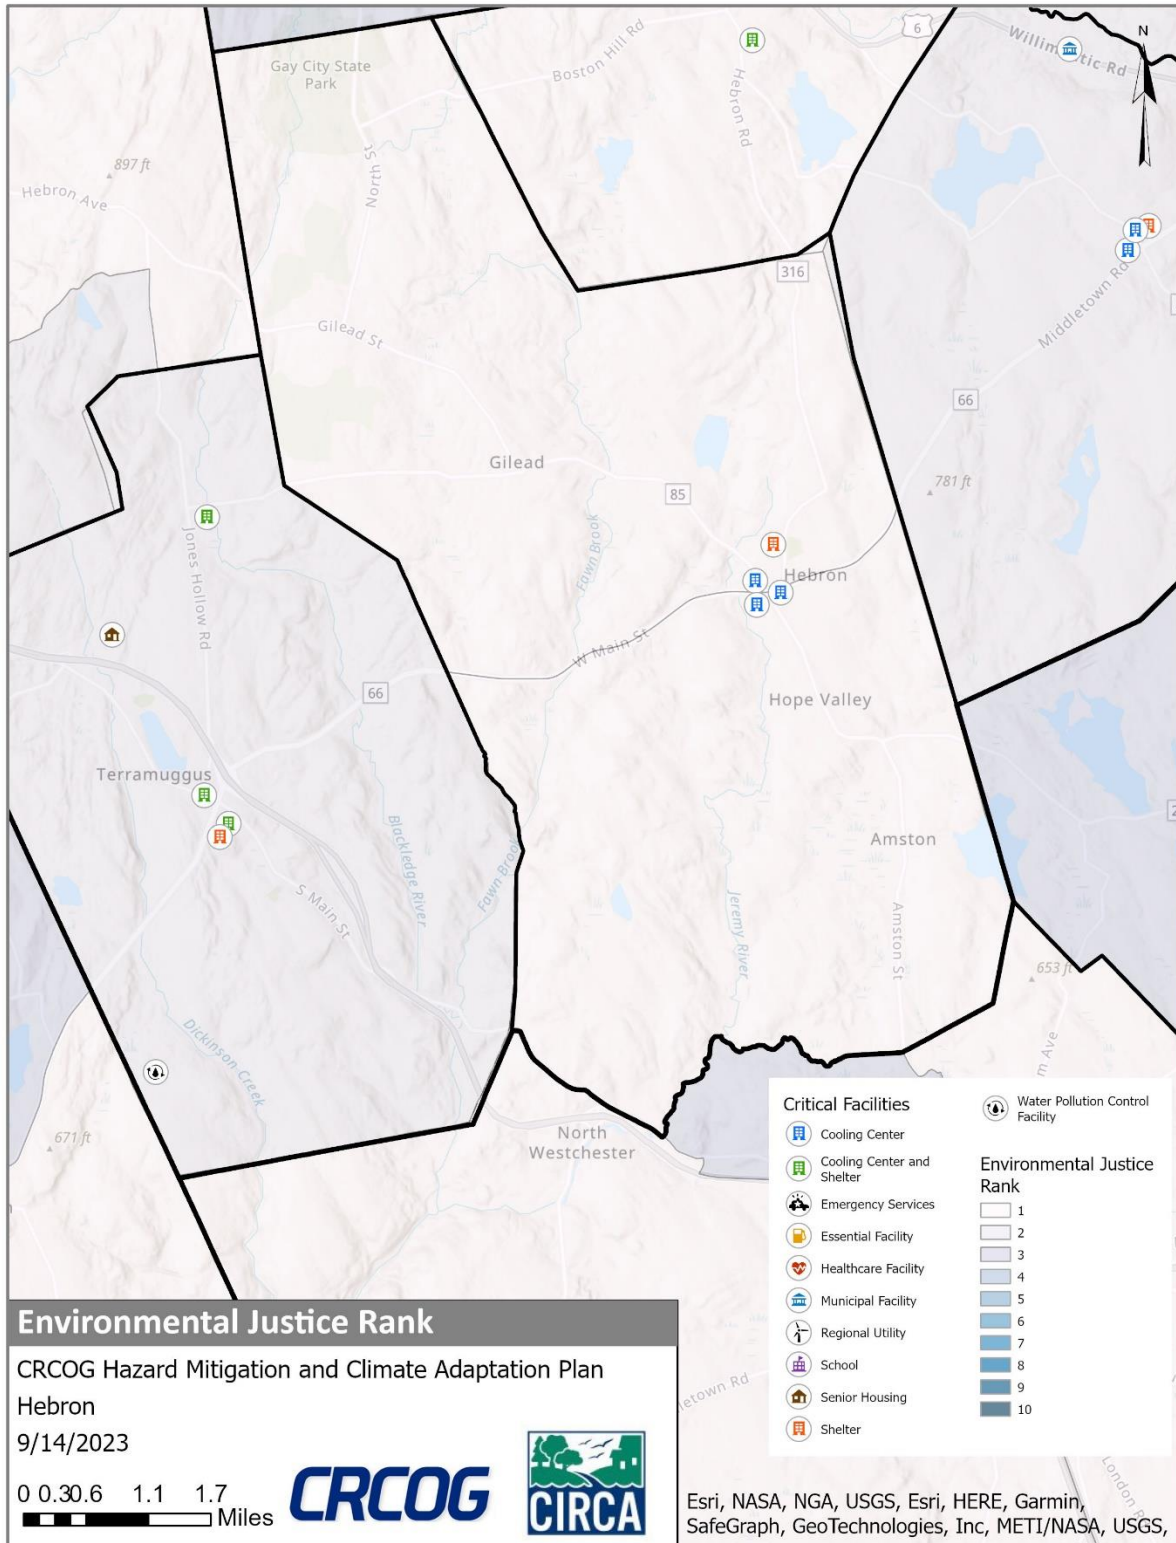 Gay City State
Park
Boston Hill Rd
6
Willimantic Rd
N
Hebron Rd
North St
897 ft
Hebron Ave
316
Gilead St
Middletown Rd
66
781 ft
Gilead
85
Fawn Brook
Hebron
Jones Hollow Rd
W Main St
66
Hope Valley
Terramuggus
Blackledge River
Fawn Brook
Amston
S Main St
Jeremy River
Amston St
653 ft
Dickinson Creek
671 ft
m Ave
North
Westchester
2
Critical Facilities
Cooling Center
Cooling Center and
Shelter
Emergency Services
Essential Facility
Healthcare Facility
Municipal Facility
Regional Utility
School
Senior Housing
Shelter
Water Pollution Control
Facility
Environmental Justice
Rank
1
2
3
4
5
6
7
8
9
10
letown Rd
London R
Environmental Justice Rank
CRCOG Hazard Mitigation and Climate Adaptation Plan
Hebron
9/14/2023
0 0.30.6 1.1 1.7
Miles
CRCOG
CIRCA
Esri, NASA, NGA, USGS, Esri, HERE, Garmin,
SafeGraph, GeoTechnologies, Inc, METI/NASA, USGS,